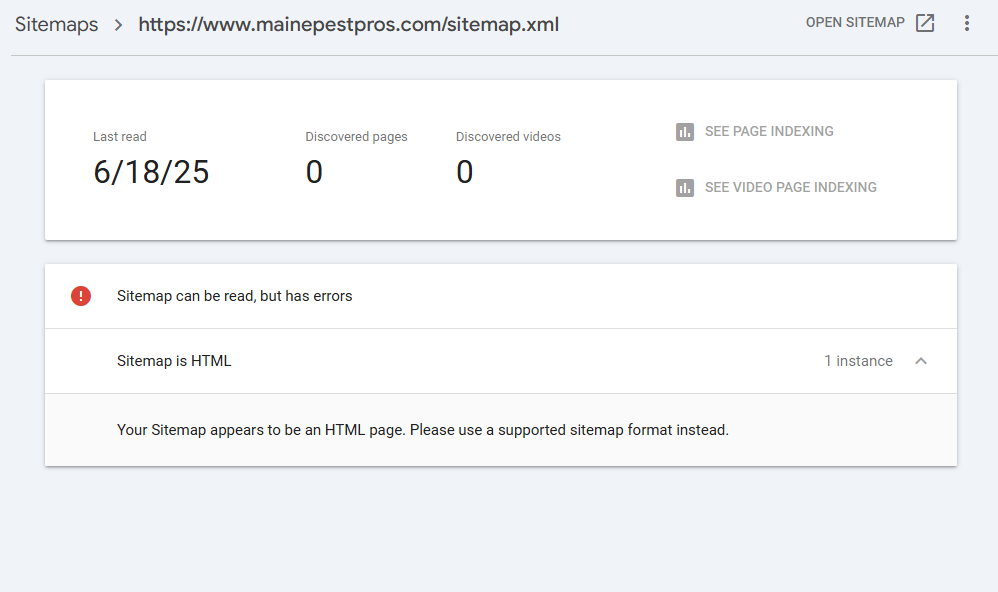 Sitemaps > https://www.mainepestpros.com/sitemap.xml
OPEN SITEMAP
Last read
6/18/25
Discovered pages
0
Discovered videos
0
SEE PAGE INDEXING
SEE VIDEO PAGE INDEXING
Sitemap can be read, but has errors
Sitemap is HTML
1 instance
Your Sitemap appears to be an HTML page. Please use a supported sitemap format instead.